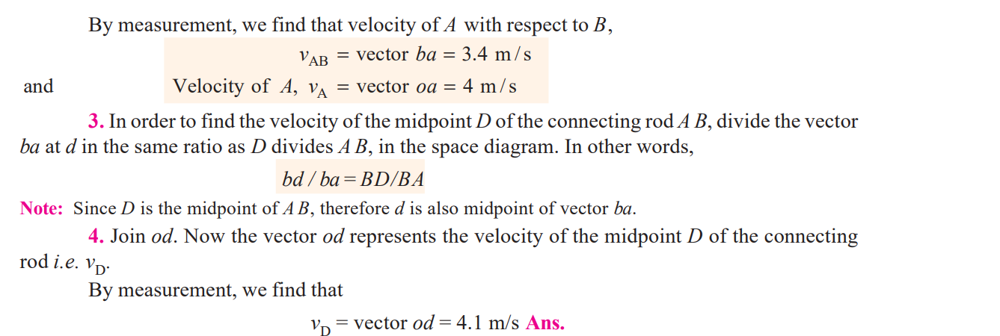 By measurement, we find that velocity of A with respect to B,
vAB = vector ba = 3.4 m/s
and Velocity of A, vA = vector oa = 4 m/s
3. In order to find the velocity of the midpoint D of the connecting rod A B, divide the vector
ba at d in the same ratio as D divides A B, in the space diagram. In other words,
bd / ba = BD/BA
Note: Since D is the midpoint of A B, therefore d is also midpoint of vector ba.
4. Join od. Now the vector od represents the velocity of the midpoint D of the connecting
rod i.e. vD.
By measurement, we find that
vD = vector od = 4.1 m/s Ans.